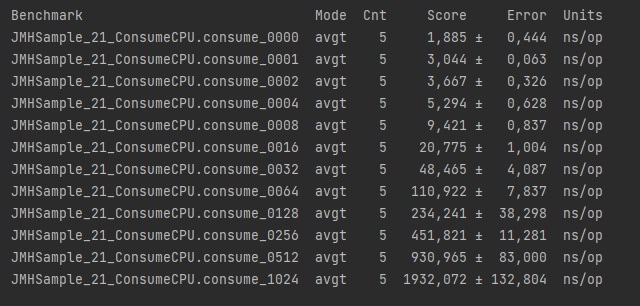 Benchmark Mode Cnt Score Error Units
JMHSample_21_ConsumeCPU.consume_0000 avgt 5 1,885 ± 0,444 ns/op
JMHSample_21_ConsumeCPU.consume_0001 avgt 5 3,044 ± 0,063 ns/op
JMHSample_21_ConsumeCPU.consume_0002 avgt 5 3,667 ± 0,326 ns/op
JMHSample_21_ConsumeCPU.consume_0004 avgt 5 5,294 ± 0,628 ns/op
JMHSample_21_ConsumeCPU.consume_0008 avgt 5 9,421 ± 0,837 ns/op
JMHSample_21_ConsumeCPU.consume_0016 avgt 5 20,775 ± 1,004 ns/op
JMHSample_21_ConsumeCPU.consume_0032 avgt 5 48,465 ± 4,087 ns/op
JMHSample_21_ConsumeCPU.consume_0064 avgt 5 110,922 ± 7,837 ns/op
JMHSample_21_ConsumeCPU.consume_0128 avgt 5 234,241 ± 38,298 ns/op
JMHSample_21_ConsumeCPU.consume_0256 avgt 5 451,821 ± 11,281 ns/op
JMHSample_21_ConsumeCPU.consume_0512 avgt 5 930,965 ± 83,000 ns/op
JMHSample_21_ConsumeCPU.consume_1024 avgt 5 1932,072 ± 132,804 ns/op